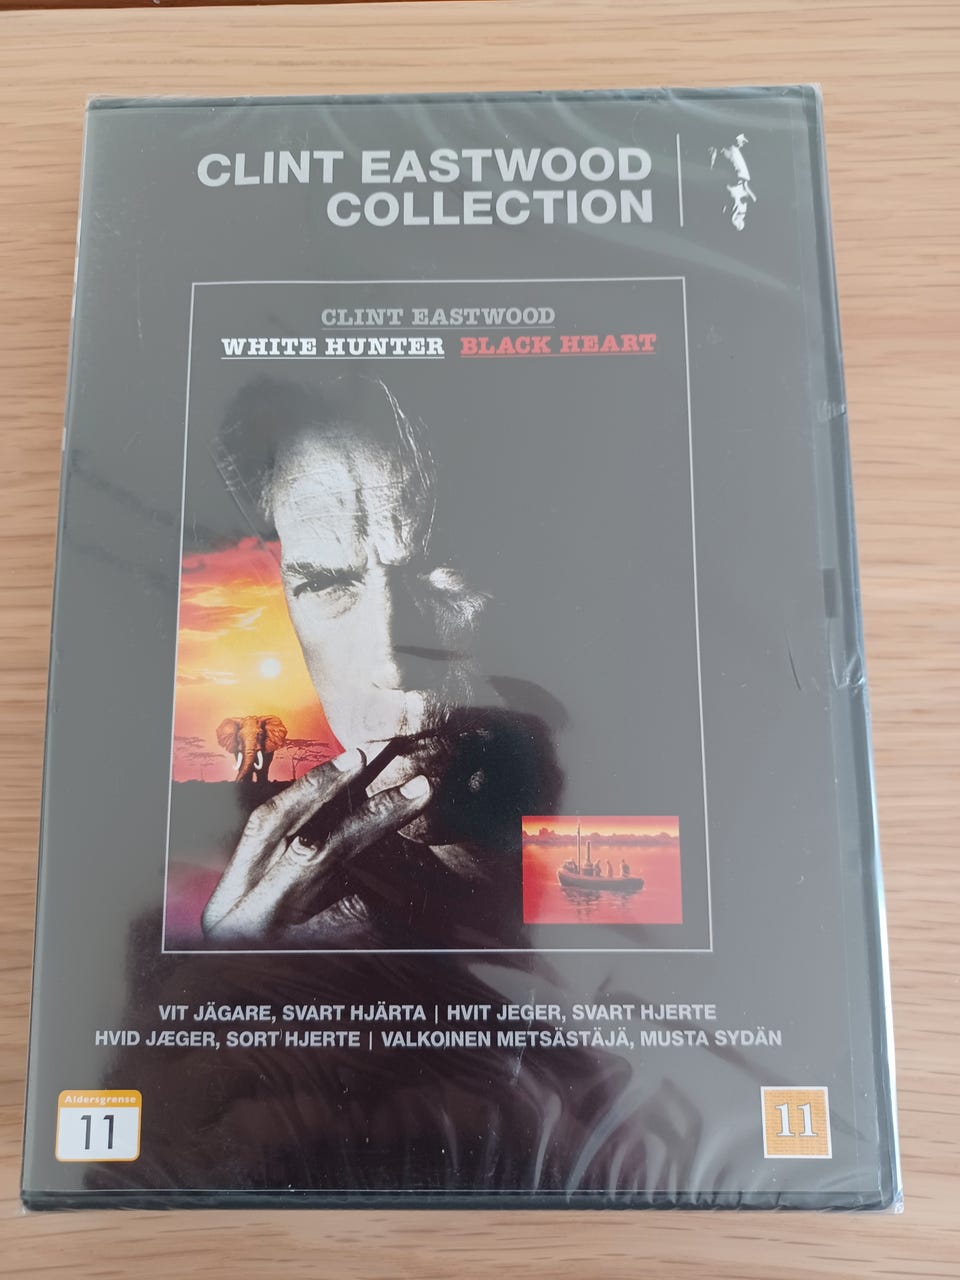 CLINT EASTWOOD
COLLECTION
CLINT EASTWOOD
WHITE HUNTER BLACK HEART
VIT JÄGARE, SVART HJÄRTA | HVIT JEGER, SVART HJERTE
HVID JÆGER, SORT HJERTE | VALKOINEN METSÄSTÄJÄ, MUSTA SYDÄN
Aldersgrense
11
11